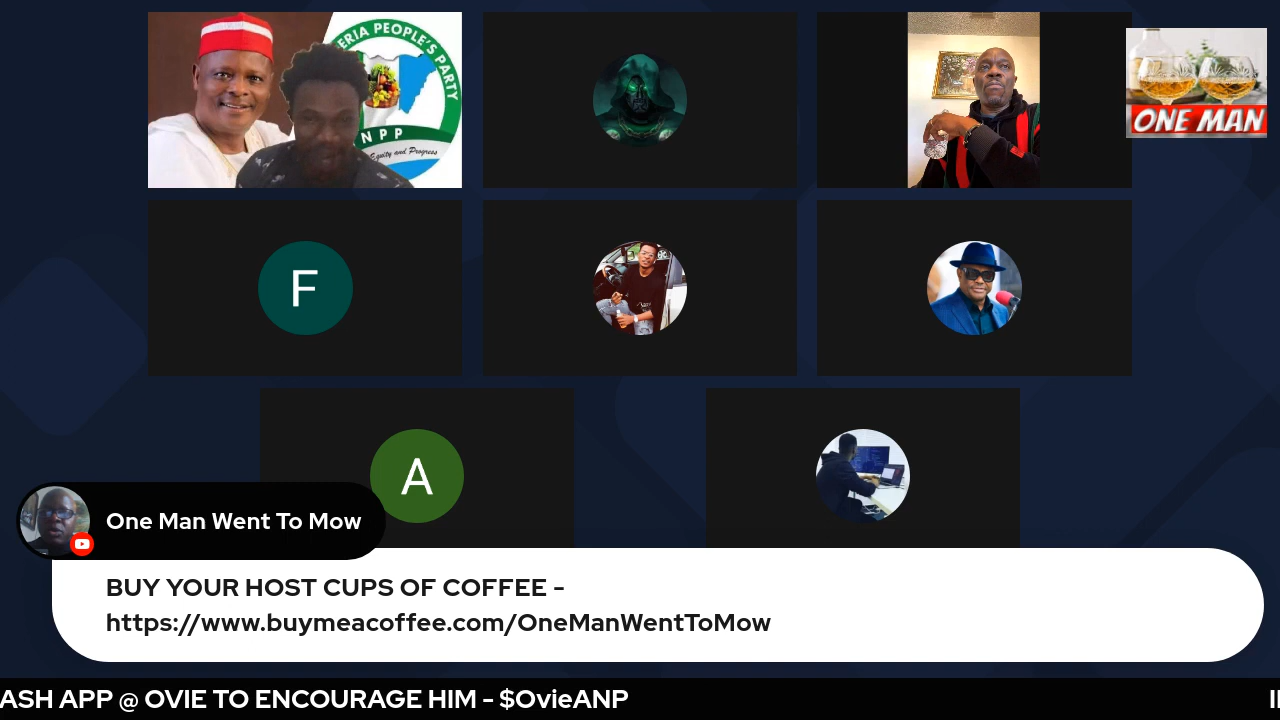 ERIA PEOPLE'S PARTY
NPP
Equity and Progress
ONE MAN
F
A
One Man Went To Mow
BUY YOUR HOST CUPS OF COFFEE -
https://www.buymeacoffee.com/OneManWentToMow
ASH APP @ OVIE TO ENCOURAGE HIM - $OvieANP